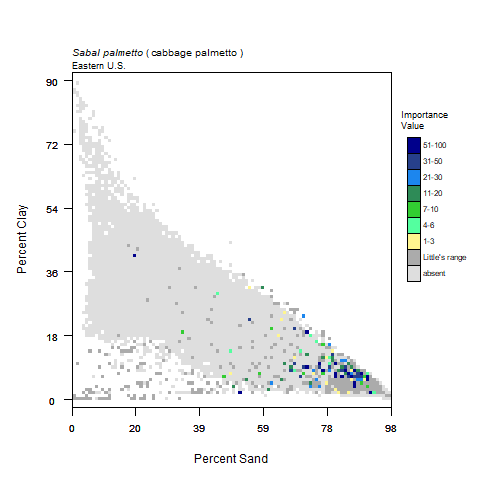 Sabal palmetto ( cabbage palmetto )
Eastern U.S.
Importance
Value
51-100
31-50
21-30
11-20
7-10
4-6
1-3
Little's range
absent
Percent Clay
90
72
54
36
18
0
0
20
39
59
78
98
Percent Sand